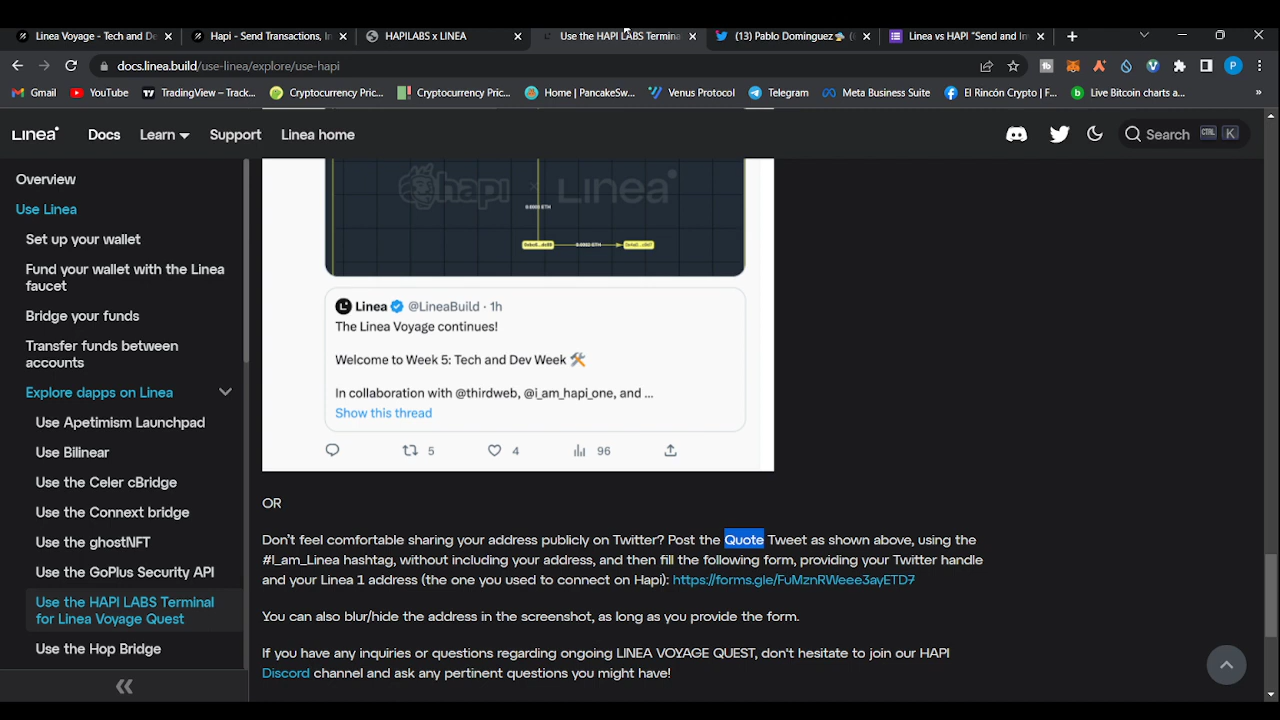 Linea Voyage - Tech and De
Hapi - Send Transactions, In
HAPILABS x LINEA
Use the HAPI LABS Termina
(13) Pablo Dominguez
Linea vs HAPI "Send and In
docs.linea.build/use-linea/explore/use-hapi
Gmail
YouTube
TradingView – Track...
Cryptocurrency Pric...
Cryptocurrency Pric...
Home | PancakeSw...
Venus Protocol
Telegram
Meta Business Suite
El Rincón Crypto | F...
Live Bitcoin charts a...
»
Linea
Docs
Learn
Support
Linea home
Search
CTRL
K
Overview
Use Linea
Set up your wallet
Fund your wallet with the Linea
faucet
Bridge your funds
Transfer funds between
accounts
Explore dapps on Linea
Use Apetimism Launchpad
Use Bilinear
Use the Celer cBridge
Use the Connext bridge
Use the ghostNFT
Use the GoPlus Security API
Use the HAPI LABS Terminal
for Linea Voyage Quest
Use the Hop Bridge
hapi × Linea
Linea @LineaBuild · 1h
The Linea Voyage continues!
Welcome to Week 5: Tech and Dev Week 🛠️
In collaboration with @thirdweb, @i_am_hapi_one, and ...
Show this thread
5
4
96
OR
Don't feel comfortable sharing your address publicly on Twitter? Post the Quote Tweet as shown above, using the
#I_am_Linea hashtag, without including your address, and then fill the following form, providing your Twitter handle
and your Linea 1 address (the one you used to connect on Hapi): https://forms.gle/FuMznRWeee3ayETD7
You can also blur/hide the address in the screenshot, as long as you provide the form.
If you have any inquiries or questions regarding ongoing LINEA VOYAGE QUEST, don't hesitate to join our HAPI
Discord channel and ask any pertinent questions you might have!